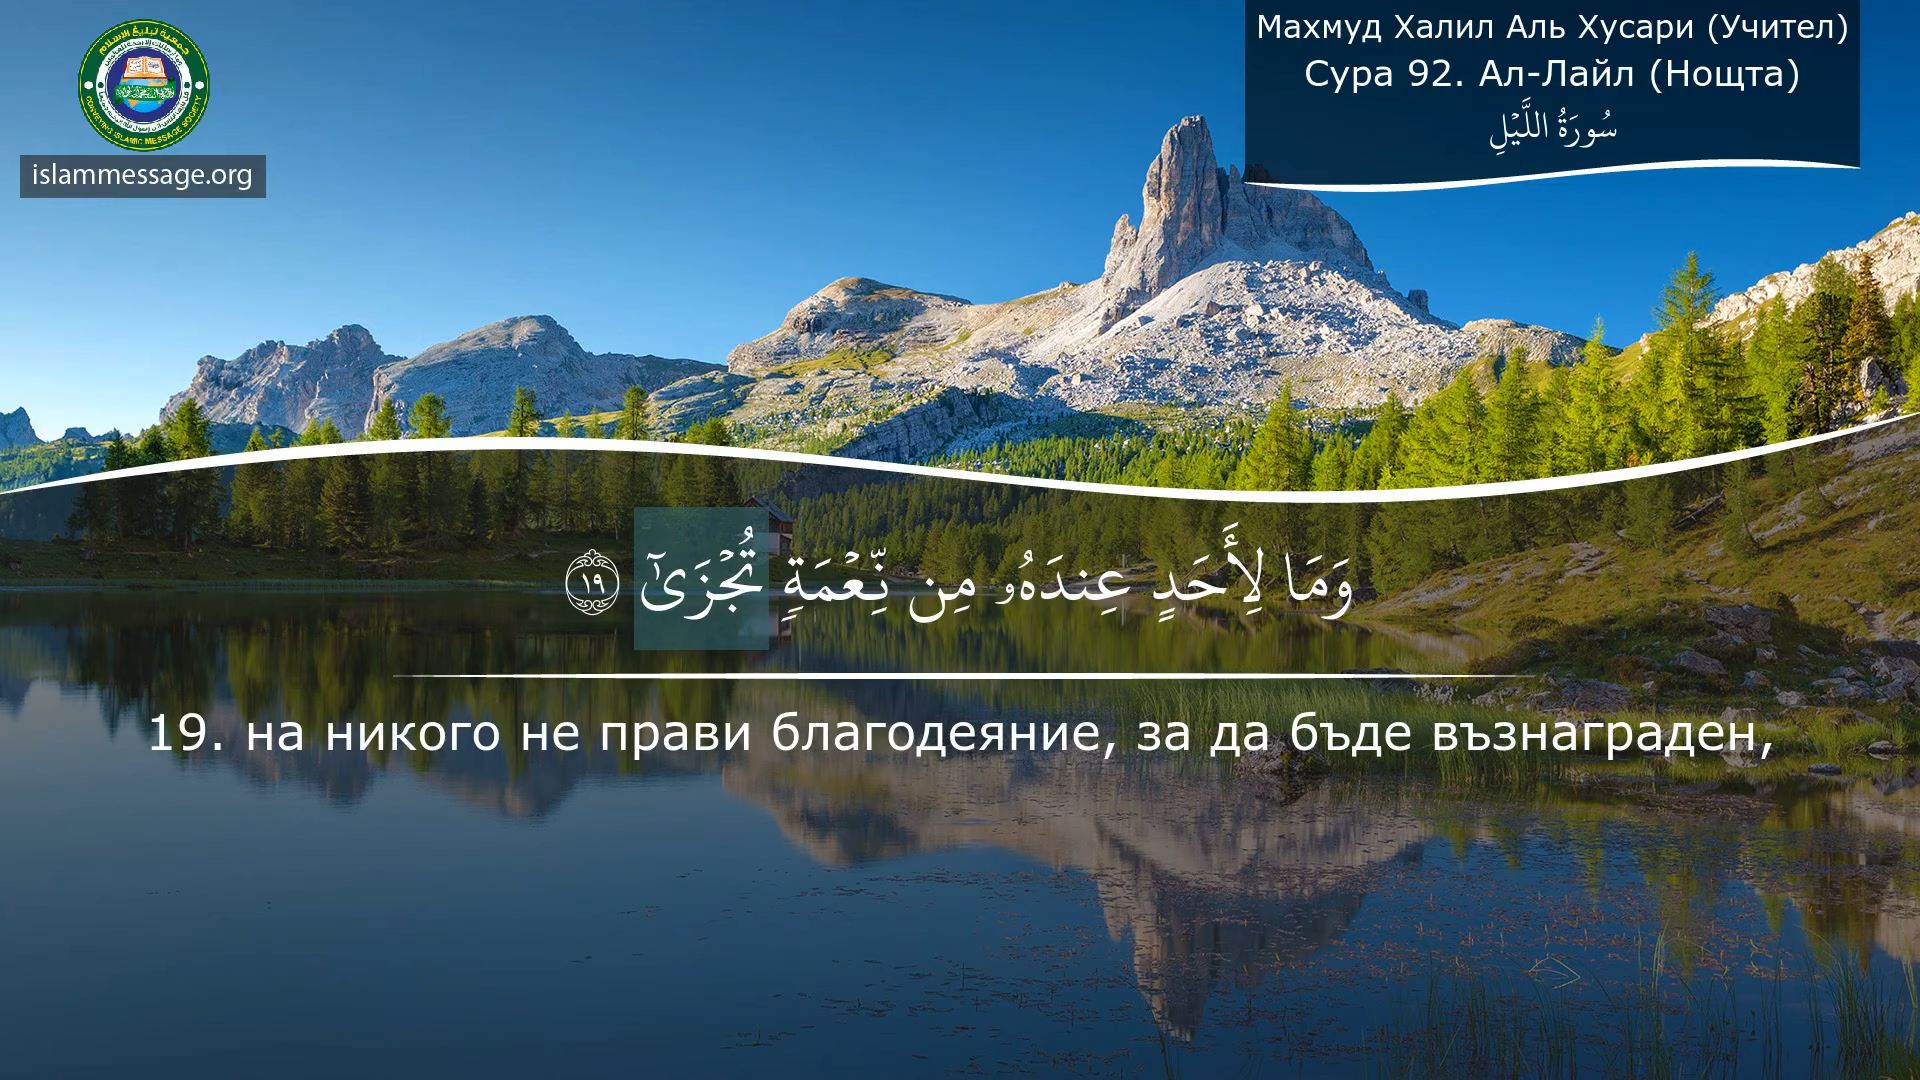 islammessage.org
Махмуд Халил Аль Хусари (Учител)
Сура 92. Ал-Лайл (Нощта)
سُورَةُ اللَّيْلِ
وَمَا لِأَحَدٍ عِندَهُۥ مِن نِّعْمَةٍ تُجْزَىٰٓ ١٩
19. на никого не прави благодеяние, за да бъде възнаграден,